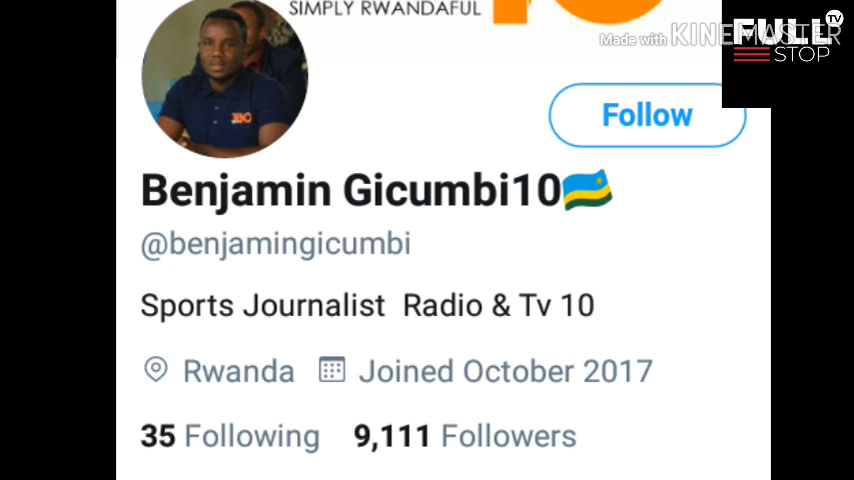 SIMPLY RWANDAFUL
Made with KINEMASTER
FULL TV
STOP
Follow
Benjamin Gicumbi10🇷🇼
@benjamingicumbi
Sports Journalist Radio & Tv 10
Rwanda Joined October 2017
35 Following 9,111 Followers